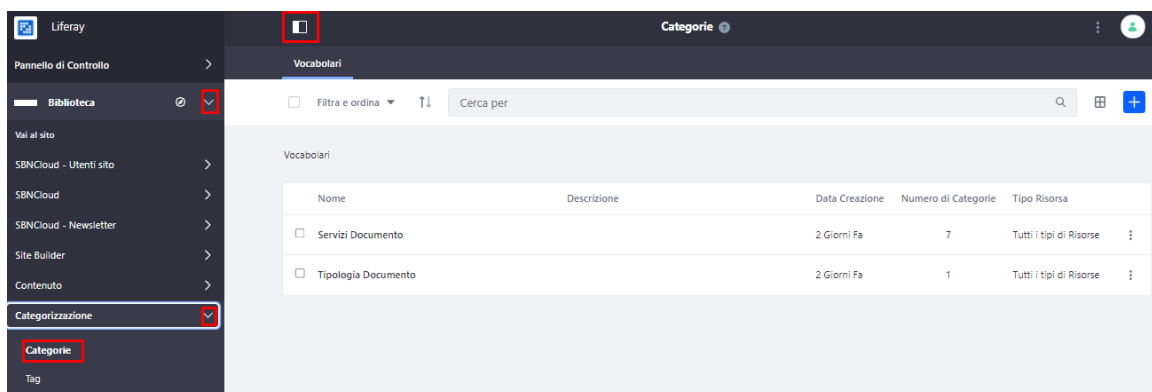 Liferay
Categorie
Pannello di Controllo
Vocabolari
Biblioteca
Filtra e ordina
Cerca per
Vai al sito
SBNCloud - Utenti sito
Vocabolari
SBNCloud
Nome Descrizione Data Creazione Numero di Categorie Tipo Risorsa
SBNCloud - Newsletter
Servizi Documento 2 Giorni Fa 7 Tutti i tipi di Risorse
Site Builder
Tipologia Documento 2 Giorni Fa 1 Tutti i tipi di Risorse
Contenuto
Categorizzazione
Categorie
Tag